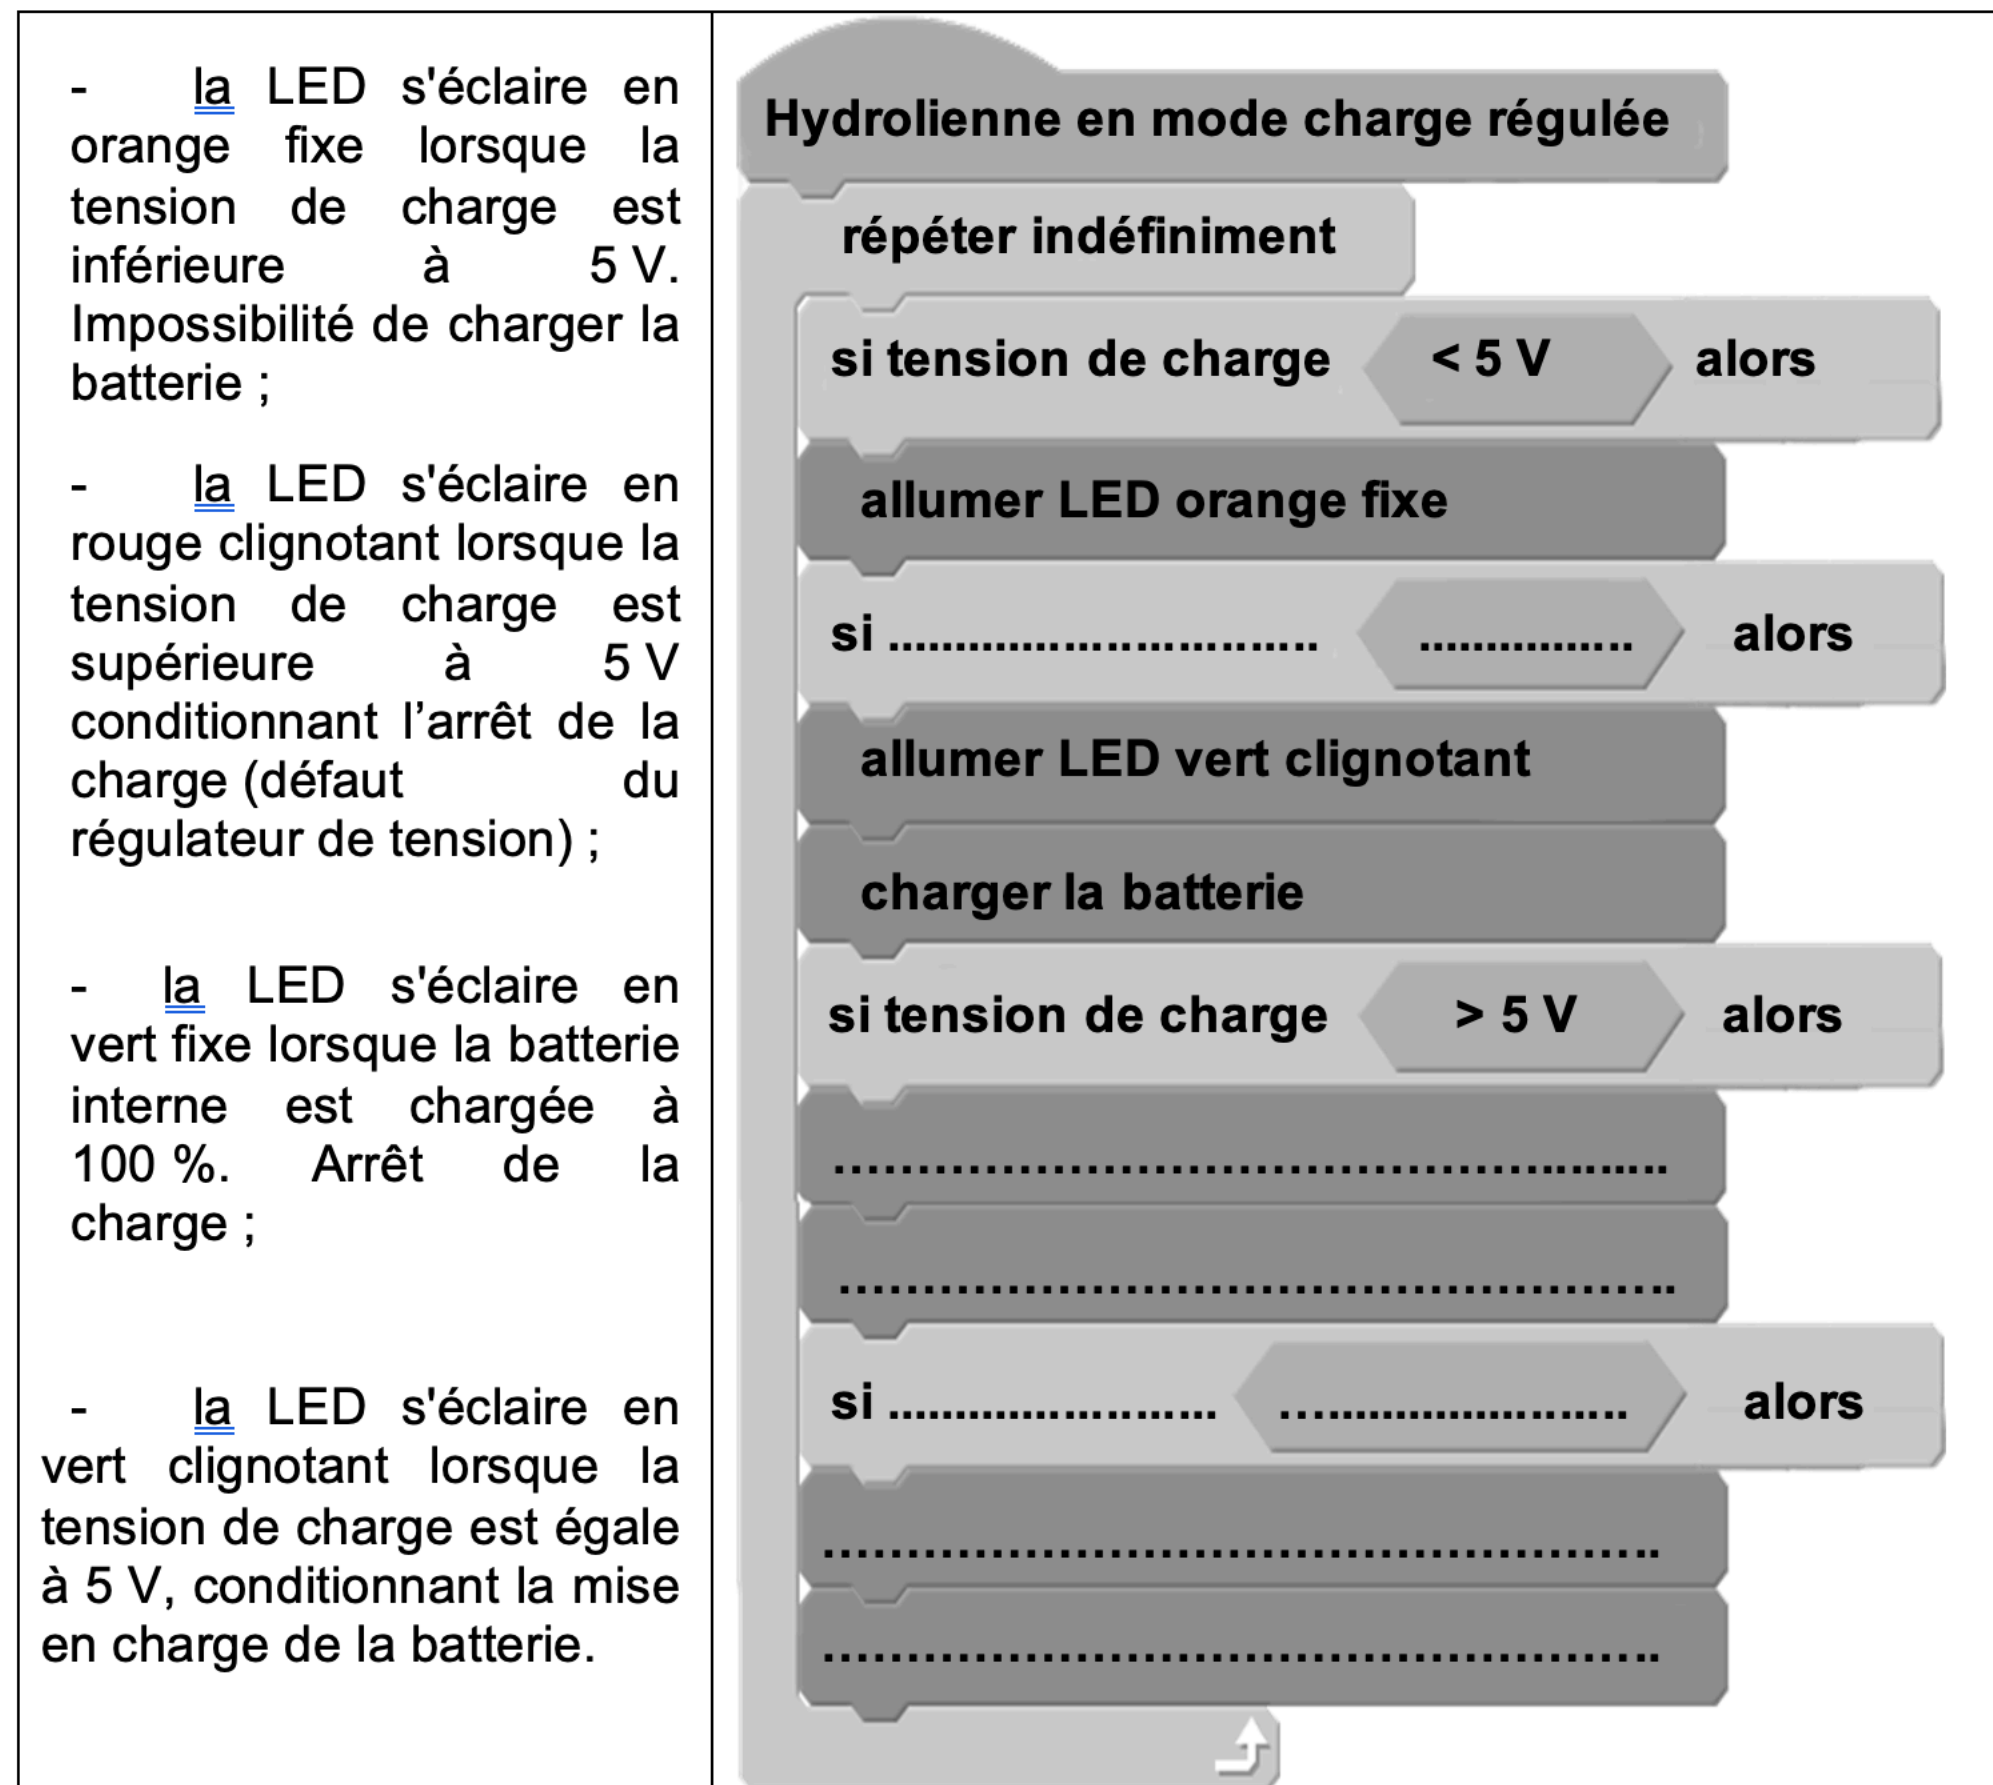 - la LED s'éclaire en
orange fixe lorsque la
tension de charge est
inférieure à 5 V.
Impossibilité de charger la
batterie ;
- la LED s'éclaire en
rouge clignotant lorsque la
tension de charge est
supérieure à 5 V
conditionnant l’arrêt de la
charge (défaut du
régulateur de tension) ;
- la LED s'éclaire en
vert fixe lorsque la batterie
interne est chargée à
100 %. Arrêt de la
charge ;
- la LED s'éclaire en
vert clignotant lorsque la
tension de charge est égale
à 5 V, conditionnant la mise
en charge de la batterie.
Hydrolienne en mode charge régulée
répéter indéfiniment
si tension de charge < 5 V alors
allumer LED orange fixe
si ................................ ................ alors
allumer LED vert clignotant
charger la batterie
si tension de charge > 5 V alors
........................................................
........................................................
si ........................ .......................... alors
........................................................
........................................................